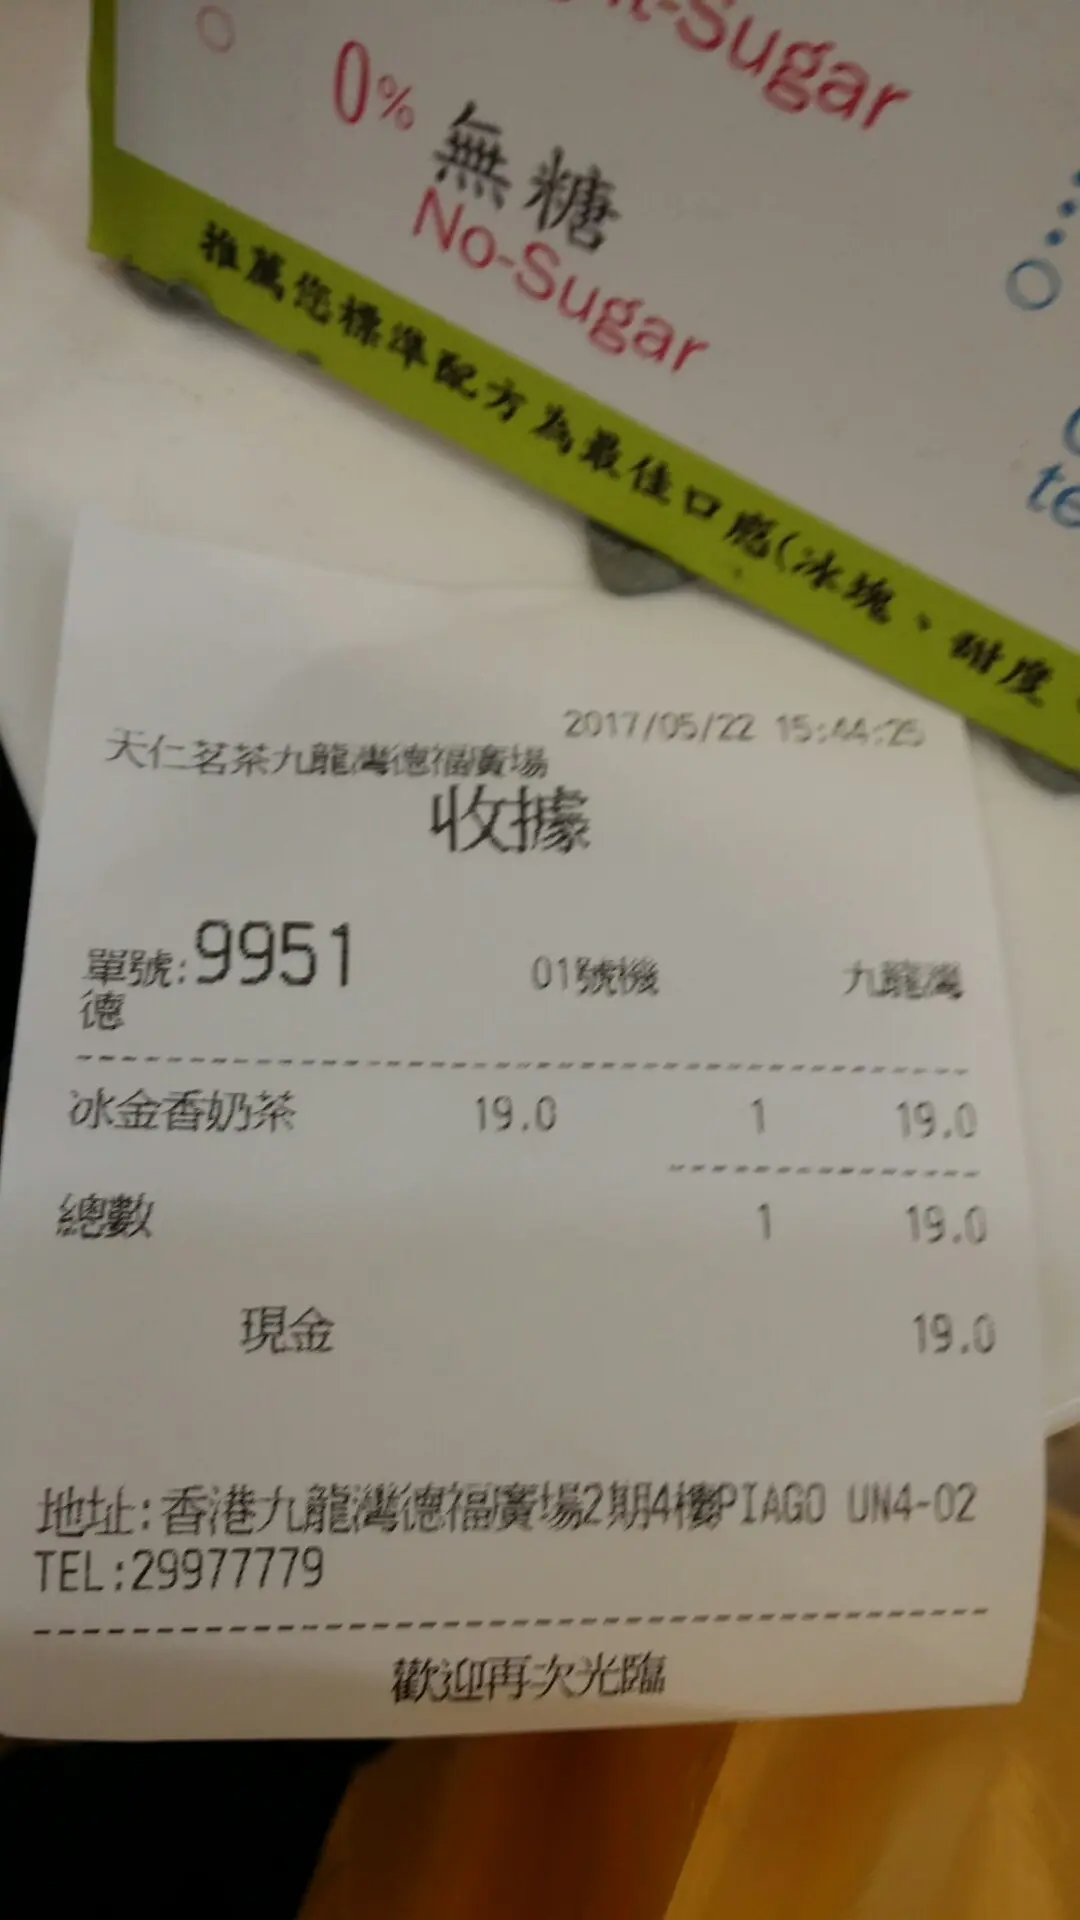 t-Sugar
0% 無糖
No-Sugar
推薦您標準配方為最佳口感(冰塊、甜度
te
2017/05/22 15:44:25
天仁茗茶九龍灣德福廣場
收據
單號:9951 01號機 九龍灣
德
冰金香奶茶 19.0 1 19.0
總數 1 19.0
現金 19.0
地址:香港九龍灣德福廣場2期4樓PIAGO UN4-02
TEL:29977779
歡迎再次光臨